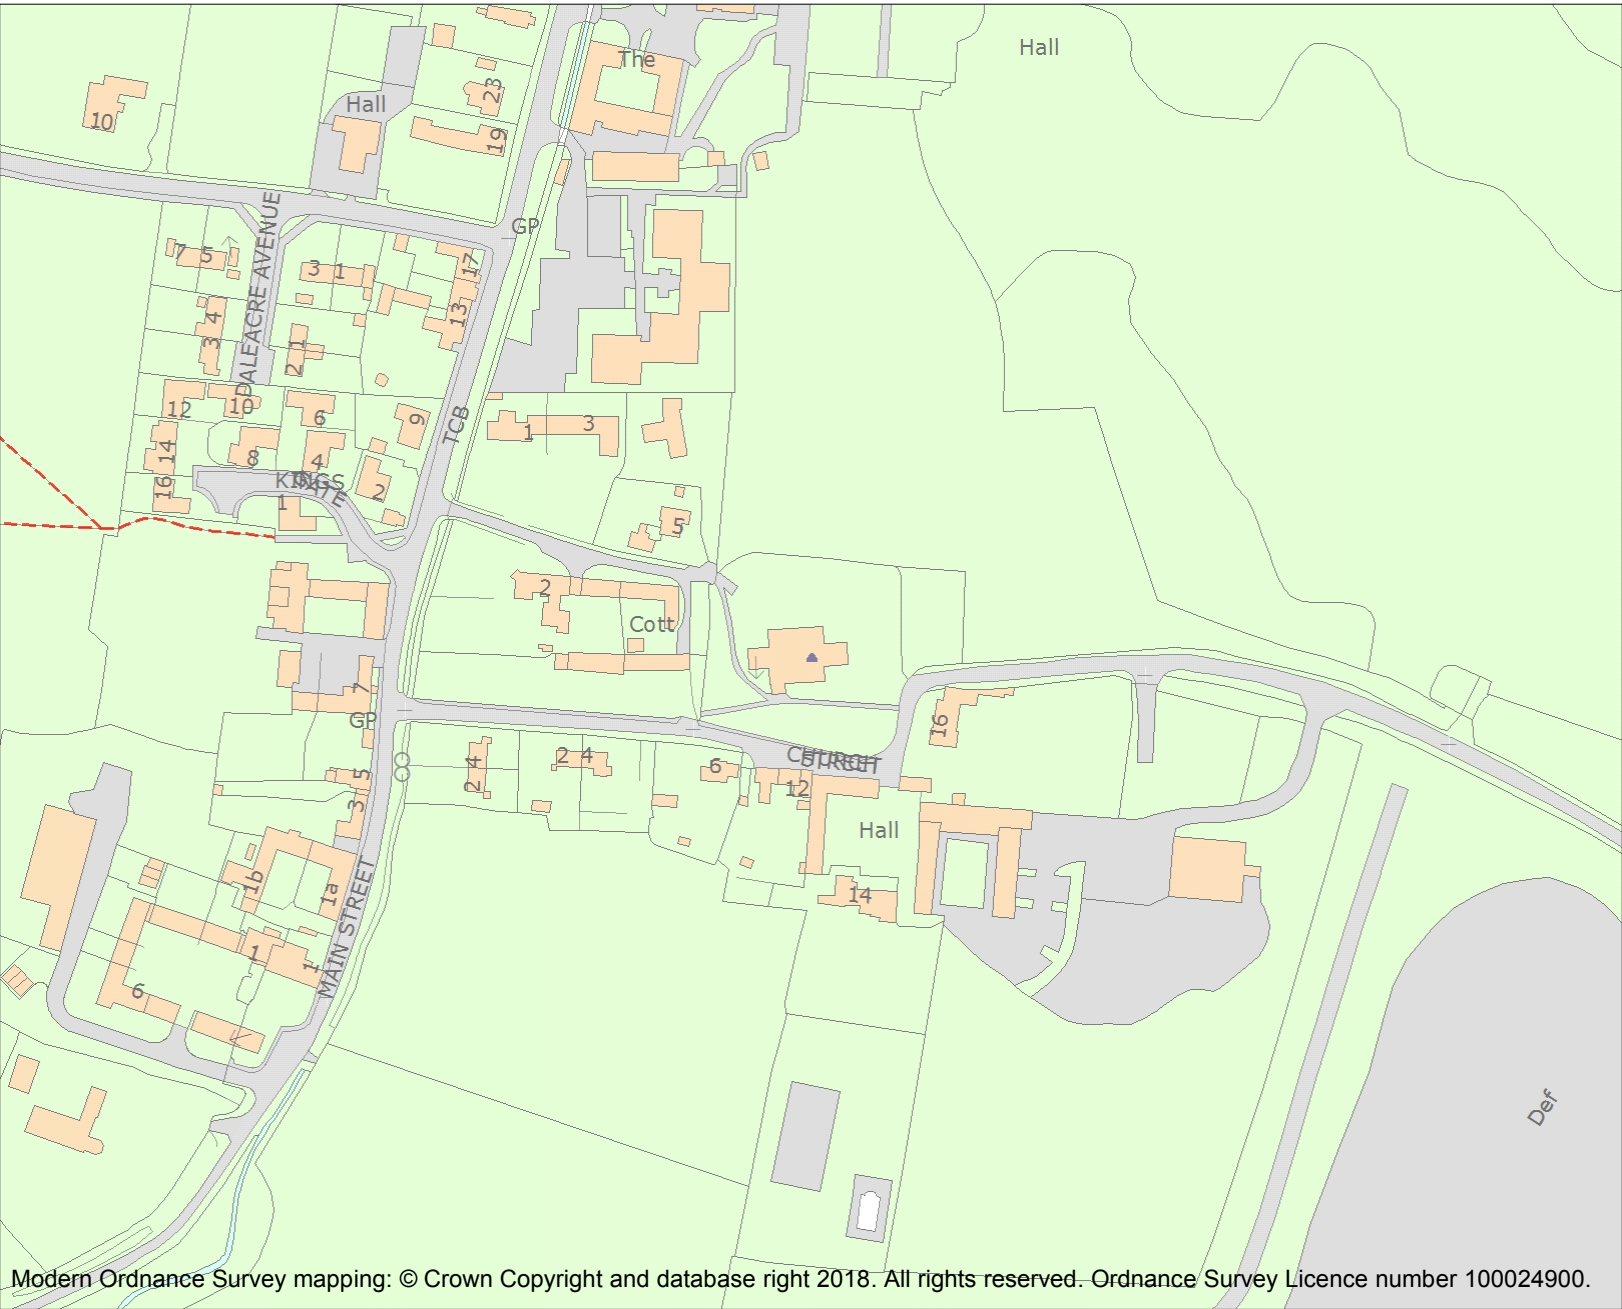 Hall
The
23
Hall
10
19
GP
DALEACRE AVENUE
7 5
3 1
17
4
13
3
1
2
12
10
6
9
TCB
1
3
14
8
4
16
KINGS
GATE
2
1
5
2
Cott
7
GP
16
CHURCH
STREET
4
2
2 4
6
12
5
3
Hall
1b
1a
14
MAIN STREET
1
1
6
Def
Modern Ordnance Survey mapping: © Crown Copyright and database right 2018. All rights reserved. Ordnance Survey Licence number 100024900.